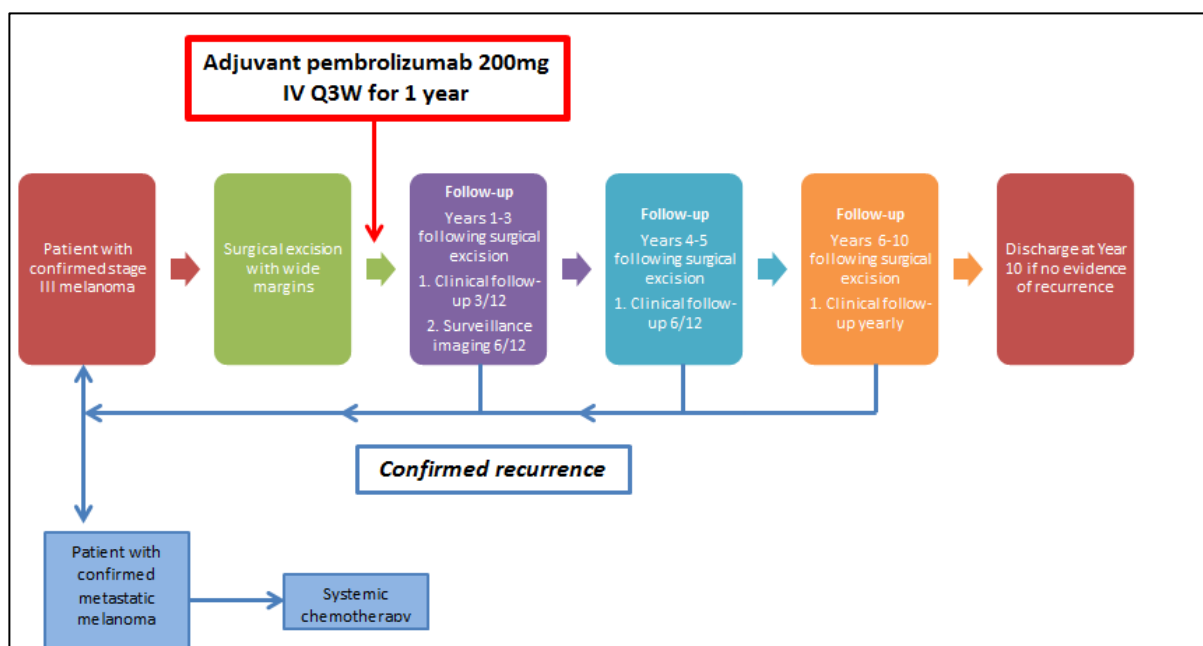 Adjuvant pembrolizumab 200mg
IV Q3W for 1 year
Patient with
confirmed stage
III melanoma
Surgical excision
with wide
margins
Follow-up
Years 1-3
following surgical
excision
1. Clinical follow-
up 3/12
2. Surveillance
imaging 6/12
Follow-up
Years 4-5
following surgical
excision
1. Clinical follow-
up 6/12
Follow-up
Years 6-10
following surgical
excision
1. Clinical follow-
up yearly
Discharge at Year
10 if no evidence
of recurrence
Confirmed recurrence
Patient with
confirmed
metastatic
melanoma
Systemic
chemotherapy